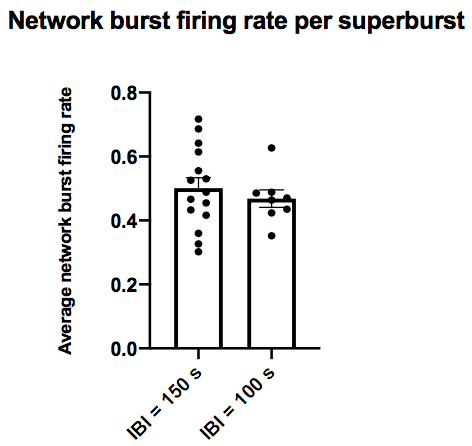 Network burst firing rate per superburst
Average network burst firing rate
0.8
0.6
0.4
0.2
0.0
IBI = 150 s
IBI = 100 s